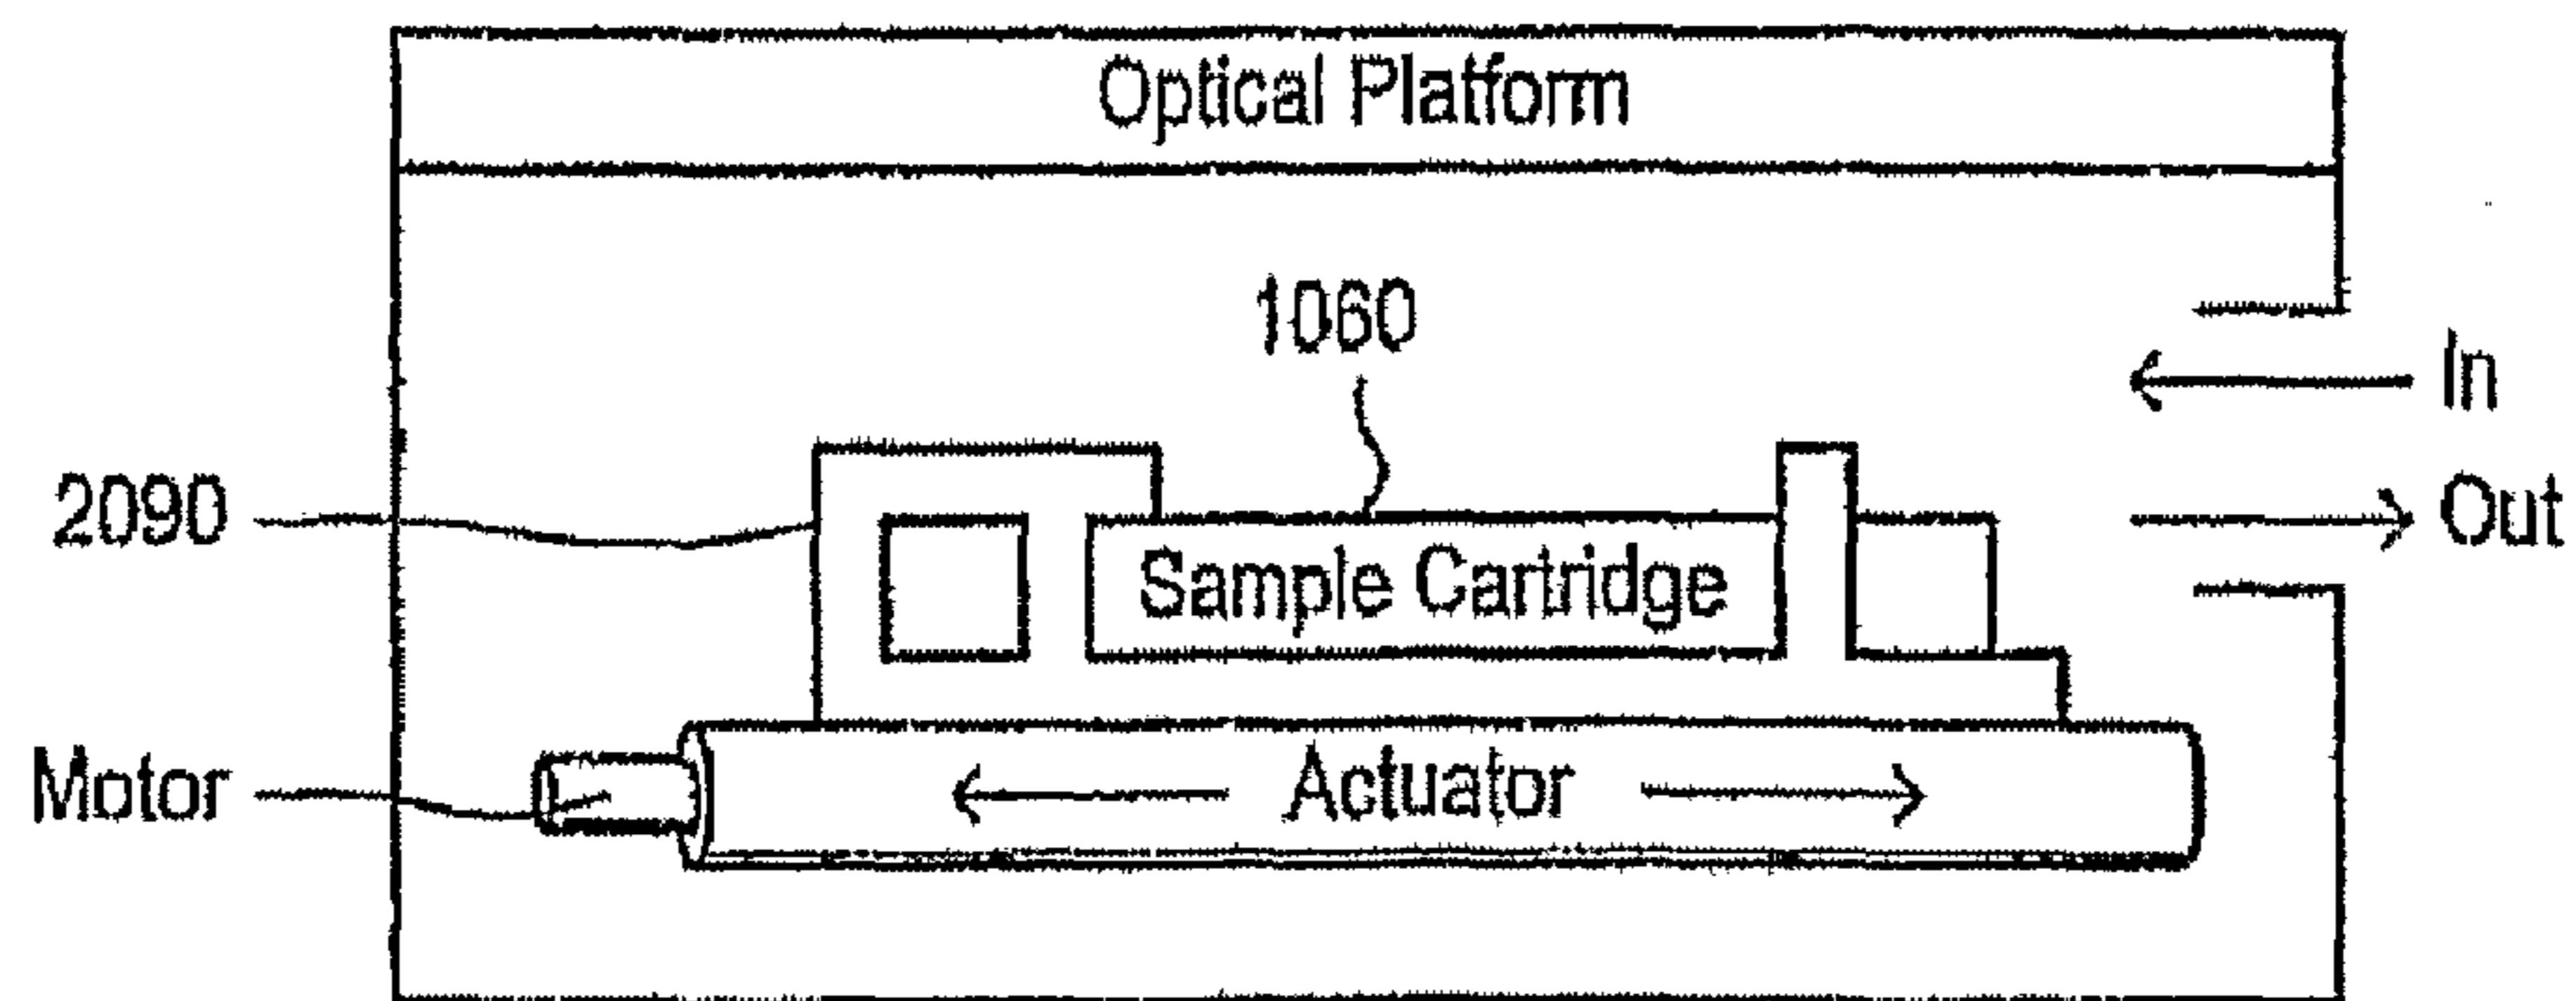 Optical Platform
1060
In
2090
Out
Sample Cartridge
Motor
Actuator